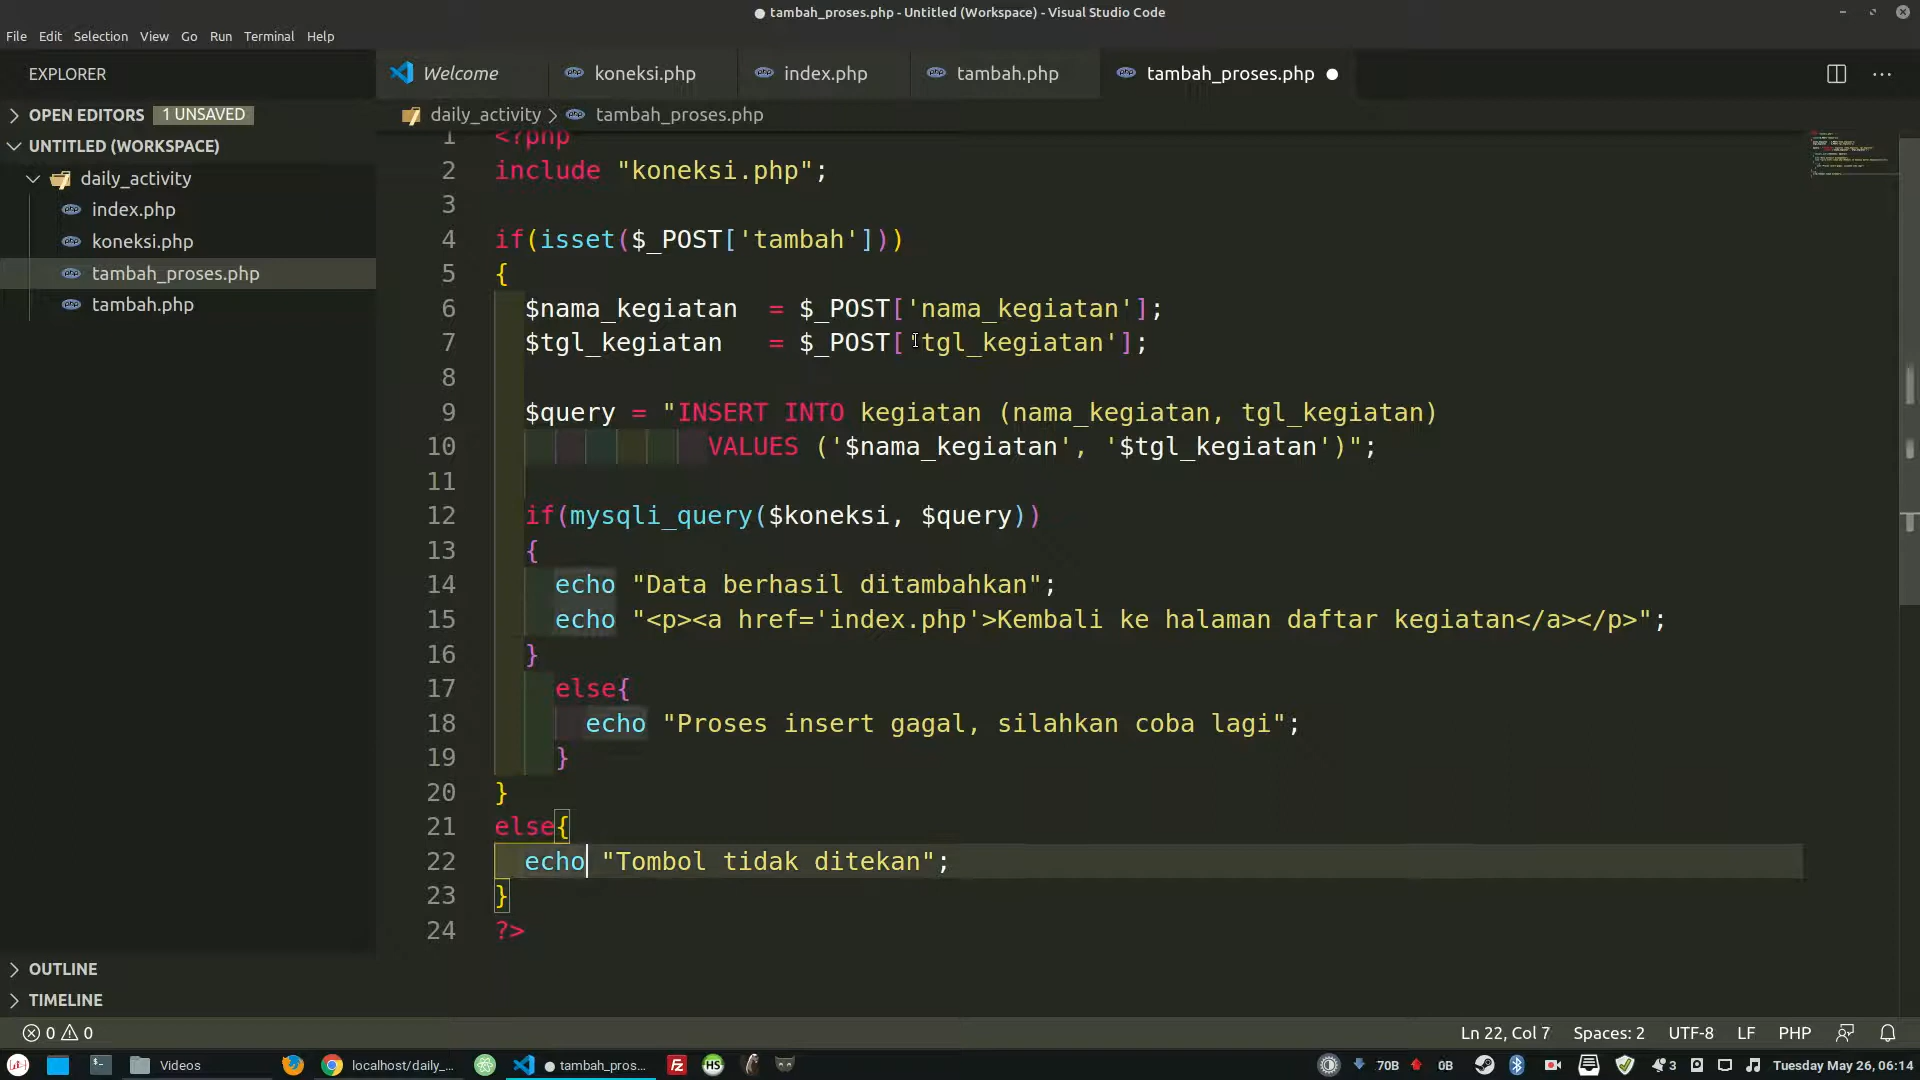 tambah_proses.php - Untitled (Workspace) - Visual Studio Code
File Edit Selection View Go Run Terminal Help
EXPLORER
Welcome
koneksi.php
index.php
tambah.php
tambah_proses.php
OPEN EDITORS 1 UNSAVED
daily_activity > tambah_proses.php
UNTITLED (WORKSPACE)
daily_activity
index.php
koneksi.php
tambah_proses.php
tambah.php
1 <?php
2 include "koneksi.php";
3
4 if(isset($_POST['tambah']))
5 {
6 $nama_kegiatan = $_POST['nama_kegiatan'];
7 $tgl_kegiatan = $_POST['tgl_kegiatan'];
8
9 $query = "INSERT INTO kegiatan (nama_kegiatan, tgl_kegiatan)
10 VALUES ('$nama_kegiatan', '$tgl_kegiatan')";
11
12 if(mysqli_query($koneksi, $query))
13 {
14 echo "Data berhasil ditambahkan";
15 echo "<p><a href='index.php'>Kembali ke halaman daftar kegiatan</a></p>";
16 }
17 else{
18 echo "Proses insert gagal, silahkan coba lagi";
19 }
20 }
21 else{
22 echo "Tombol tidak ditekan";
23 }
24 ?>
OUTLINE
TIMELINE
0 0
Ln 22, Col 7 Spaces: 2 UTF-8 LF PHP
Videos
localhost/daily_...
tambah_pros...
70B 0B
3
Tuesday May 26, 06:14